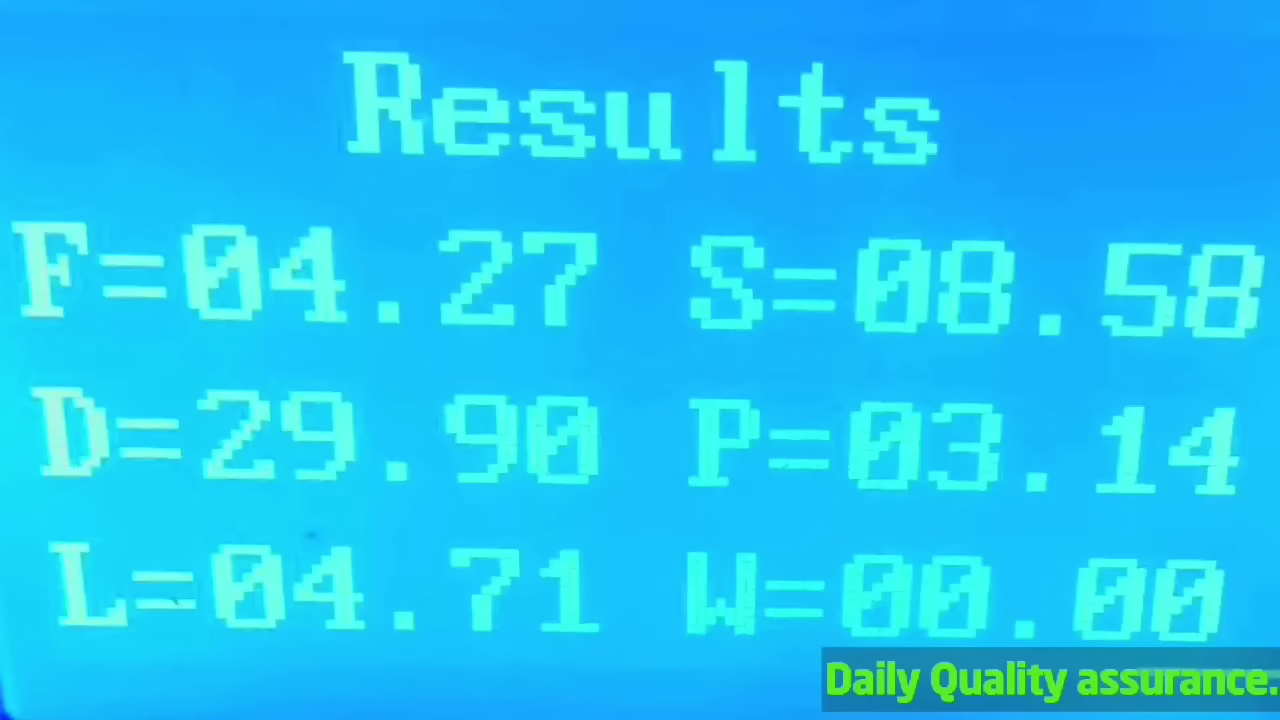 Results
F=04.27 S=08.58
D=29.90 P=03.14
L=04.71 W=00.00
Daily Quality assurance.